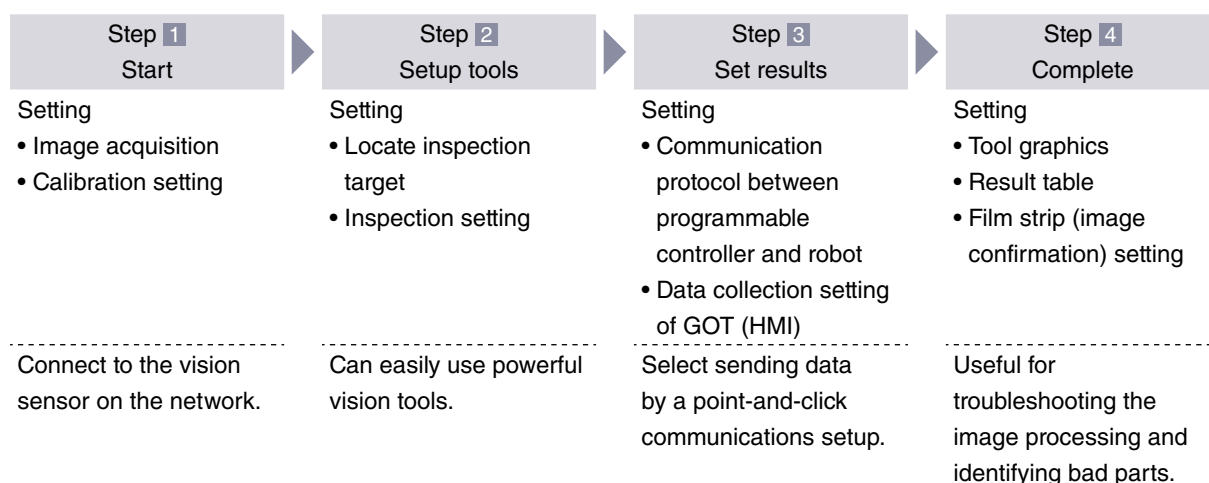 Step 1
Start
Setting
• Image acquisition
• Calibration setting
Connect to the vision
sensor on the network.
Step 2
Setup tools
Setting
• Locate inspection
target
• Inspection setting
Can easily use powerful
vision tools.
Step 3
Set results
Setting
• Communication
protocol between
programmable
controller and robot
• Data collection setting
of GOT (HMI)
Select sending data
by a point-and-click
communications setup.
Step 4
Complete
Setting
• Tool graphics
• Result table
• Film strip (image
confirmation) setting
Useful for
troubleshooting the
image processing and
identifying bad parts.